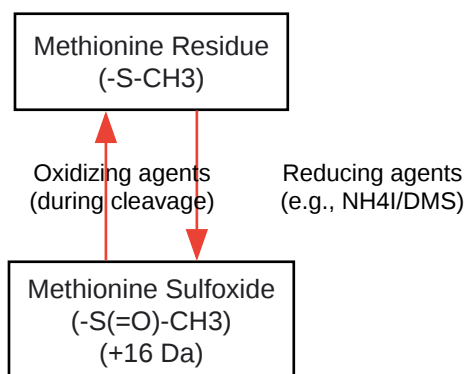 Methionine Residue
(-S-CH3)
Oxidizing agents
(during cleavage)
Reducing agents
(e.g., NH4I/DMS)
Methionine Sulfoxide
(-S(=O)-CH3)
(+16 Da)